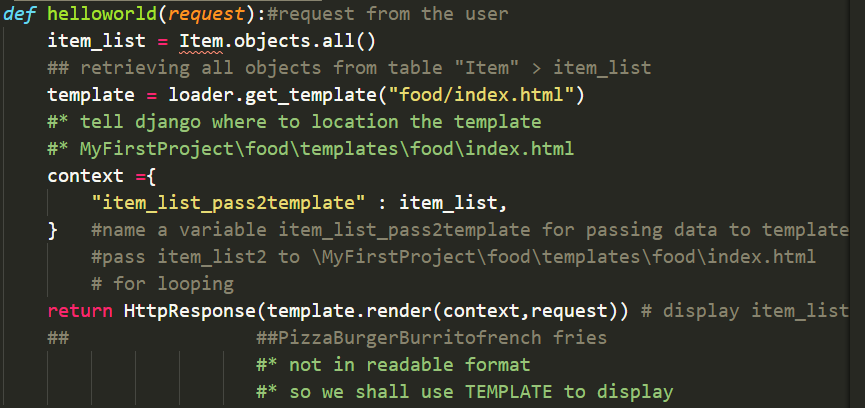 def helloworld(request):#request from the user
item_list = Item.objects.all()
## retrieving all objects from table "Item" > item_list
template = loader.get_template("food/index.html")
#* tell django where to location the template
#* MyFirstProject\food\templates\food\index.html
context ={
"item_list_pass2template" : item_list,
} #name a variable item_list_pass2template for passing data to template
#pass item_list2 to \MyFirstProject\food\templates\food\index.html
# for looping
return HttpResponse(template.render(context,request)) # display item_list
## ##PizzaBurgerBurritofrench fries
#* not in readable format
#* so we shall use TEMPLATE to display